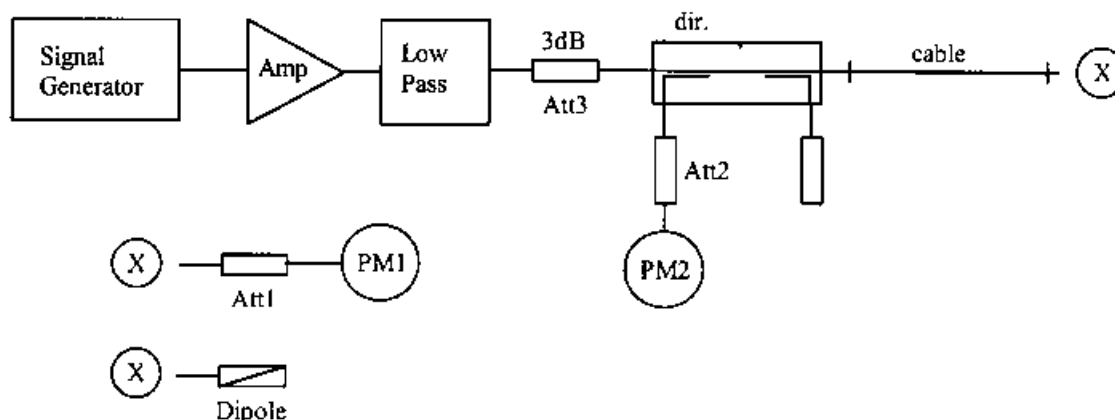 Signal
Generator
Amp
Low
Pass
3dB
Att3
dir.
cable
X
Att2
PM2
X
Att1
PM1
X
Dipole